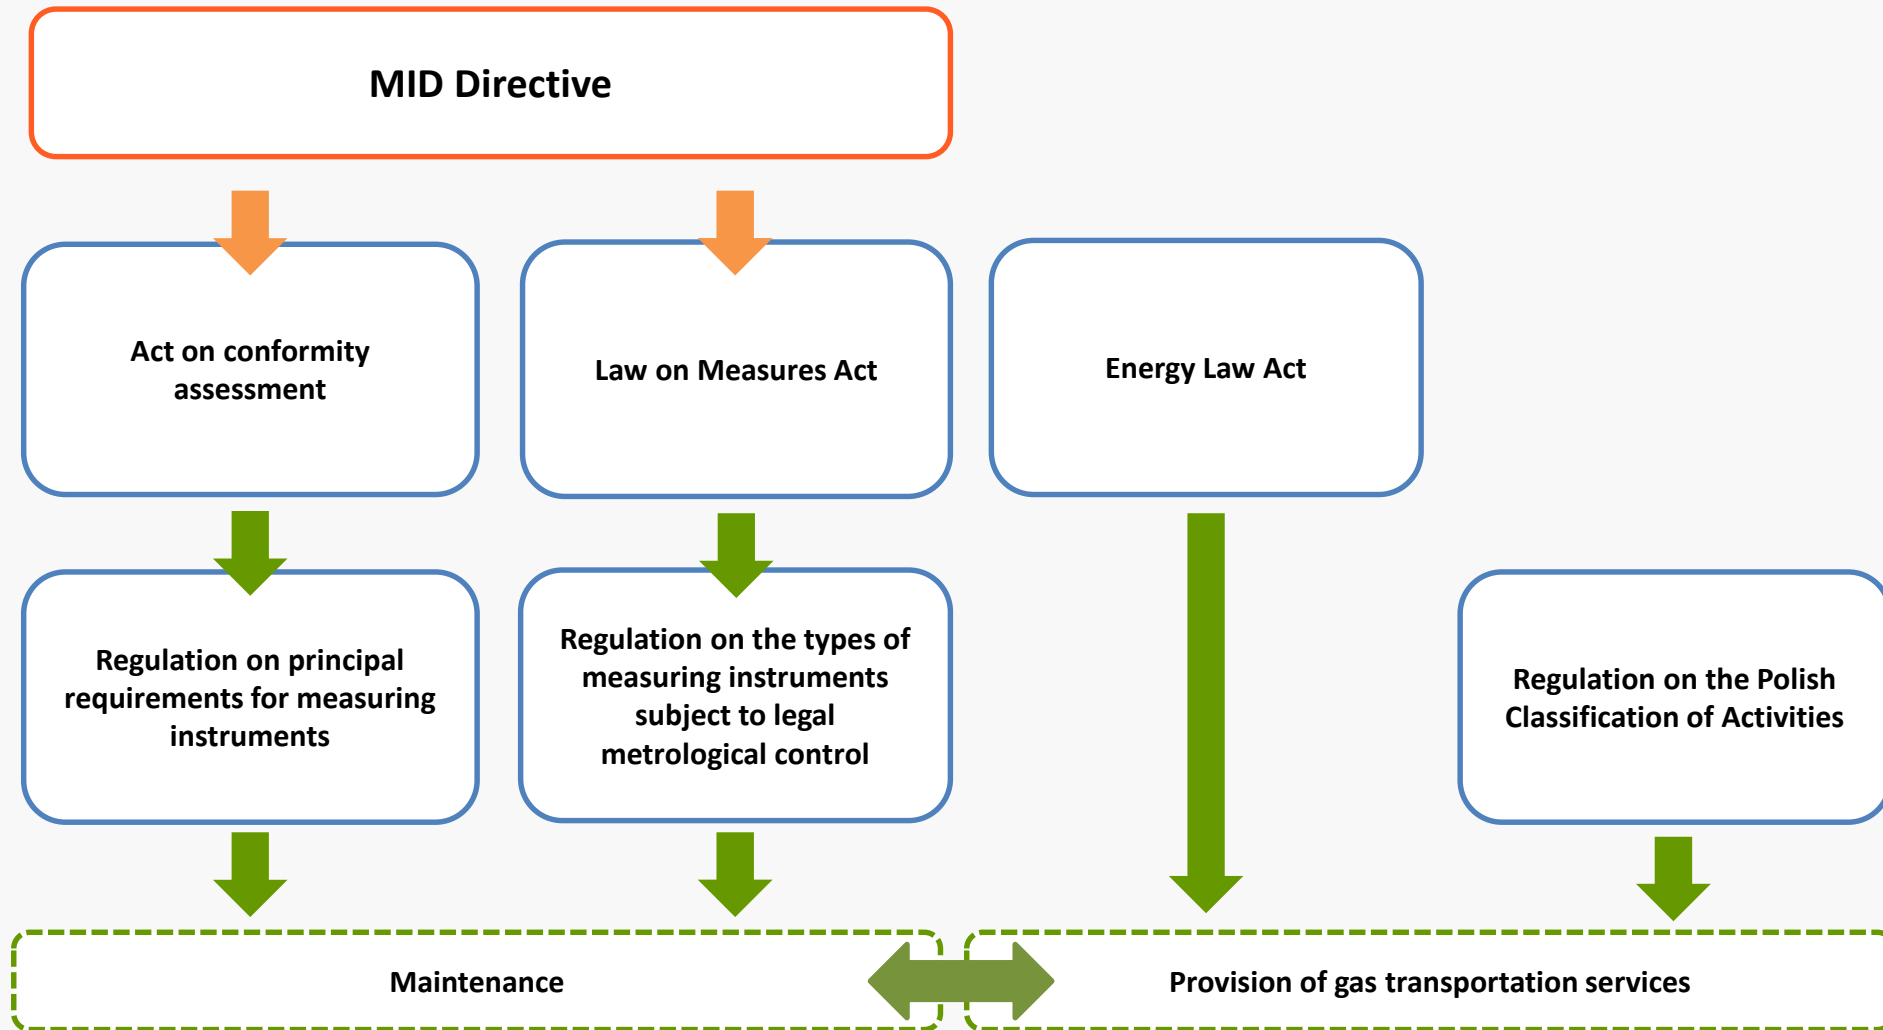 MID Directive
Act on conformity
assessment
Law on Measures Act
Energy Law Act
Regulation on principal
requirements for measuring
instruments
Regulation on the types of
measuring instruments
subject to legal
metrological control
Regulation on the Polish
Classification of Activities
Maintenance
Provision of gas transportation services